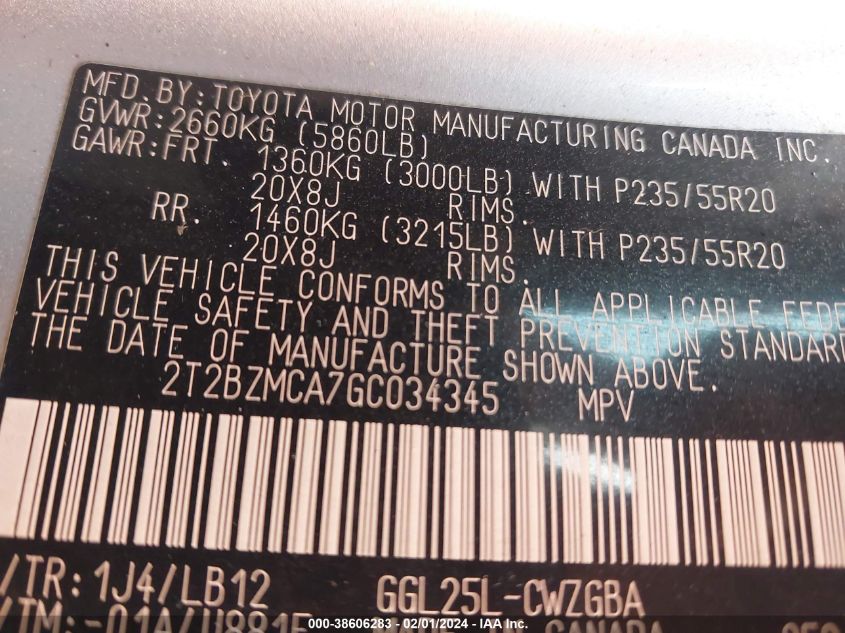 MFD.BY:TOYOTA MOTOR MANUFACTURING CANADA INC.
GVWR:2660KG (5860LB)
GAWR:FRT. 1360KG (3000LB) WITH P235/55R20
20X8J RIMS.
RR. 1460KG (3215LB) WITH P235/55R20
20X8J RIMS.
THIS VEHICLE CONFORMS TO ALL APPLICABLE FEDE
VEHICLE SAFETY AND THEFT PREVENTION STANDAR
THE DATE OF MANUFACTURE SHOWN ABOVE.
2T2BZMCA7GC034345 MPV
/TR:1J4/LB12 GGL25L-CWZGBA
CANADA
000-38606283 - 02/01/2024 - IAA Inc.